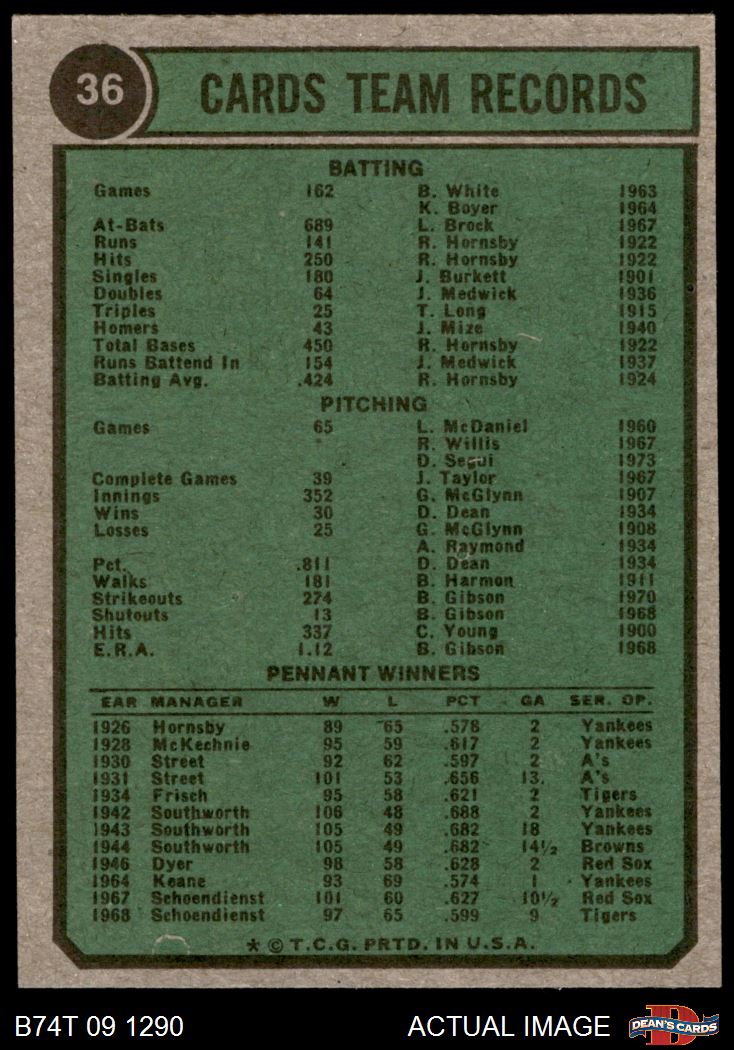 36
CARDS TEAM RECORDS
BATTING
Games 162 B. White 1963
K. Boyer 1964
At-Bats 689 L. Brock 1967
Runs 141 R. Hornsby 1922
Hits 250 R. Hornsby 1922
Singles 180 J. Burkett 1901
Doubles 64 J. Medwick 1936
Triples 25 T. Long 1915
Homers 43 J. Mize 1940
Total Bases 450 R. Hornsby 1922
Runs Battend In 154 J. Medwick 1937
Batting Avg. .424 R. Hornsby 1924
PITCHING
Games 65 L. McDaniel 1960
R. Willis 1967
D. Segui 1973
Complete Games 39 J. Taylor 1967
Innings 352 G. McGlynn 1907
Wins 30 D. Dean 1934
Losses 25 G. McGlynn 1908
A. Raymond 1934
Pct. .811 D. Dean 1934
Walks 181 B. Harmon 1911
Strikeouts 274 B. Gibson 1970
Shutouts 13 B. Gibson 1968
Hits 337 C. Young 1900
E.R.A. 1.12 B. Gibson 1968
PENNANT WINNERS
EAR MANAGER W L PCT GA SER. OP.
1926 Hornsby 89 65 .578 2 Yankees
1928 McKechnie 95 59 .617 2 Yankees
1930 Street 92 62 .597 2 A's
1931 Street 101 53 .656 13. A's
1934 Frisch 95 58 .621 2 Tigers
1942 Southworth 106 48 .688 2 Yankees
1943 Southworth 105 49 .682 18 Yankees
1944 Southworth 105 49 .682 14½ Browns
1946 Dyer 98 58 .628 2 Red Sox
1964 Keane 93 69 .574 1 Yankees
1967 Schoendienst 101 60 .627 10½ Red Sox
1968 Schoendienst 97 65 .599 9 Tigers
* © T.C.G. PRTD. IN U.S.A.
B74T 09 1290 ACTUAL IMAGE DEAN'S CARDS